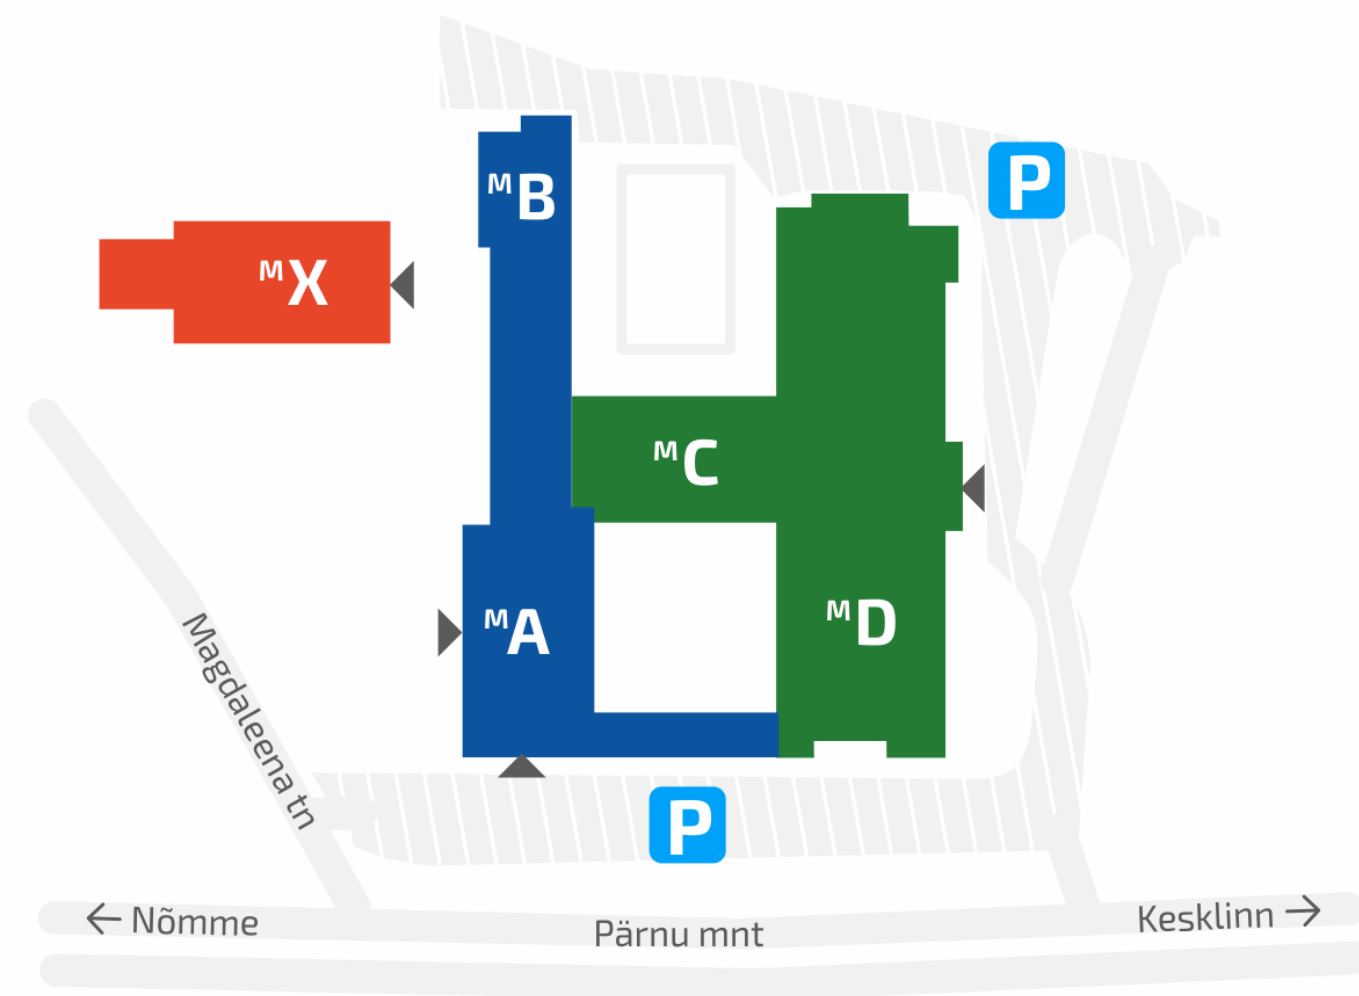 P
ᴹB
ᴹX
ᴹC
ᴹA
ᴹD
Magdaleena tn
P
← Nõmme
Pärnu mnt
Kesklinn →